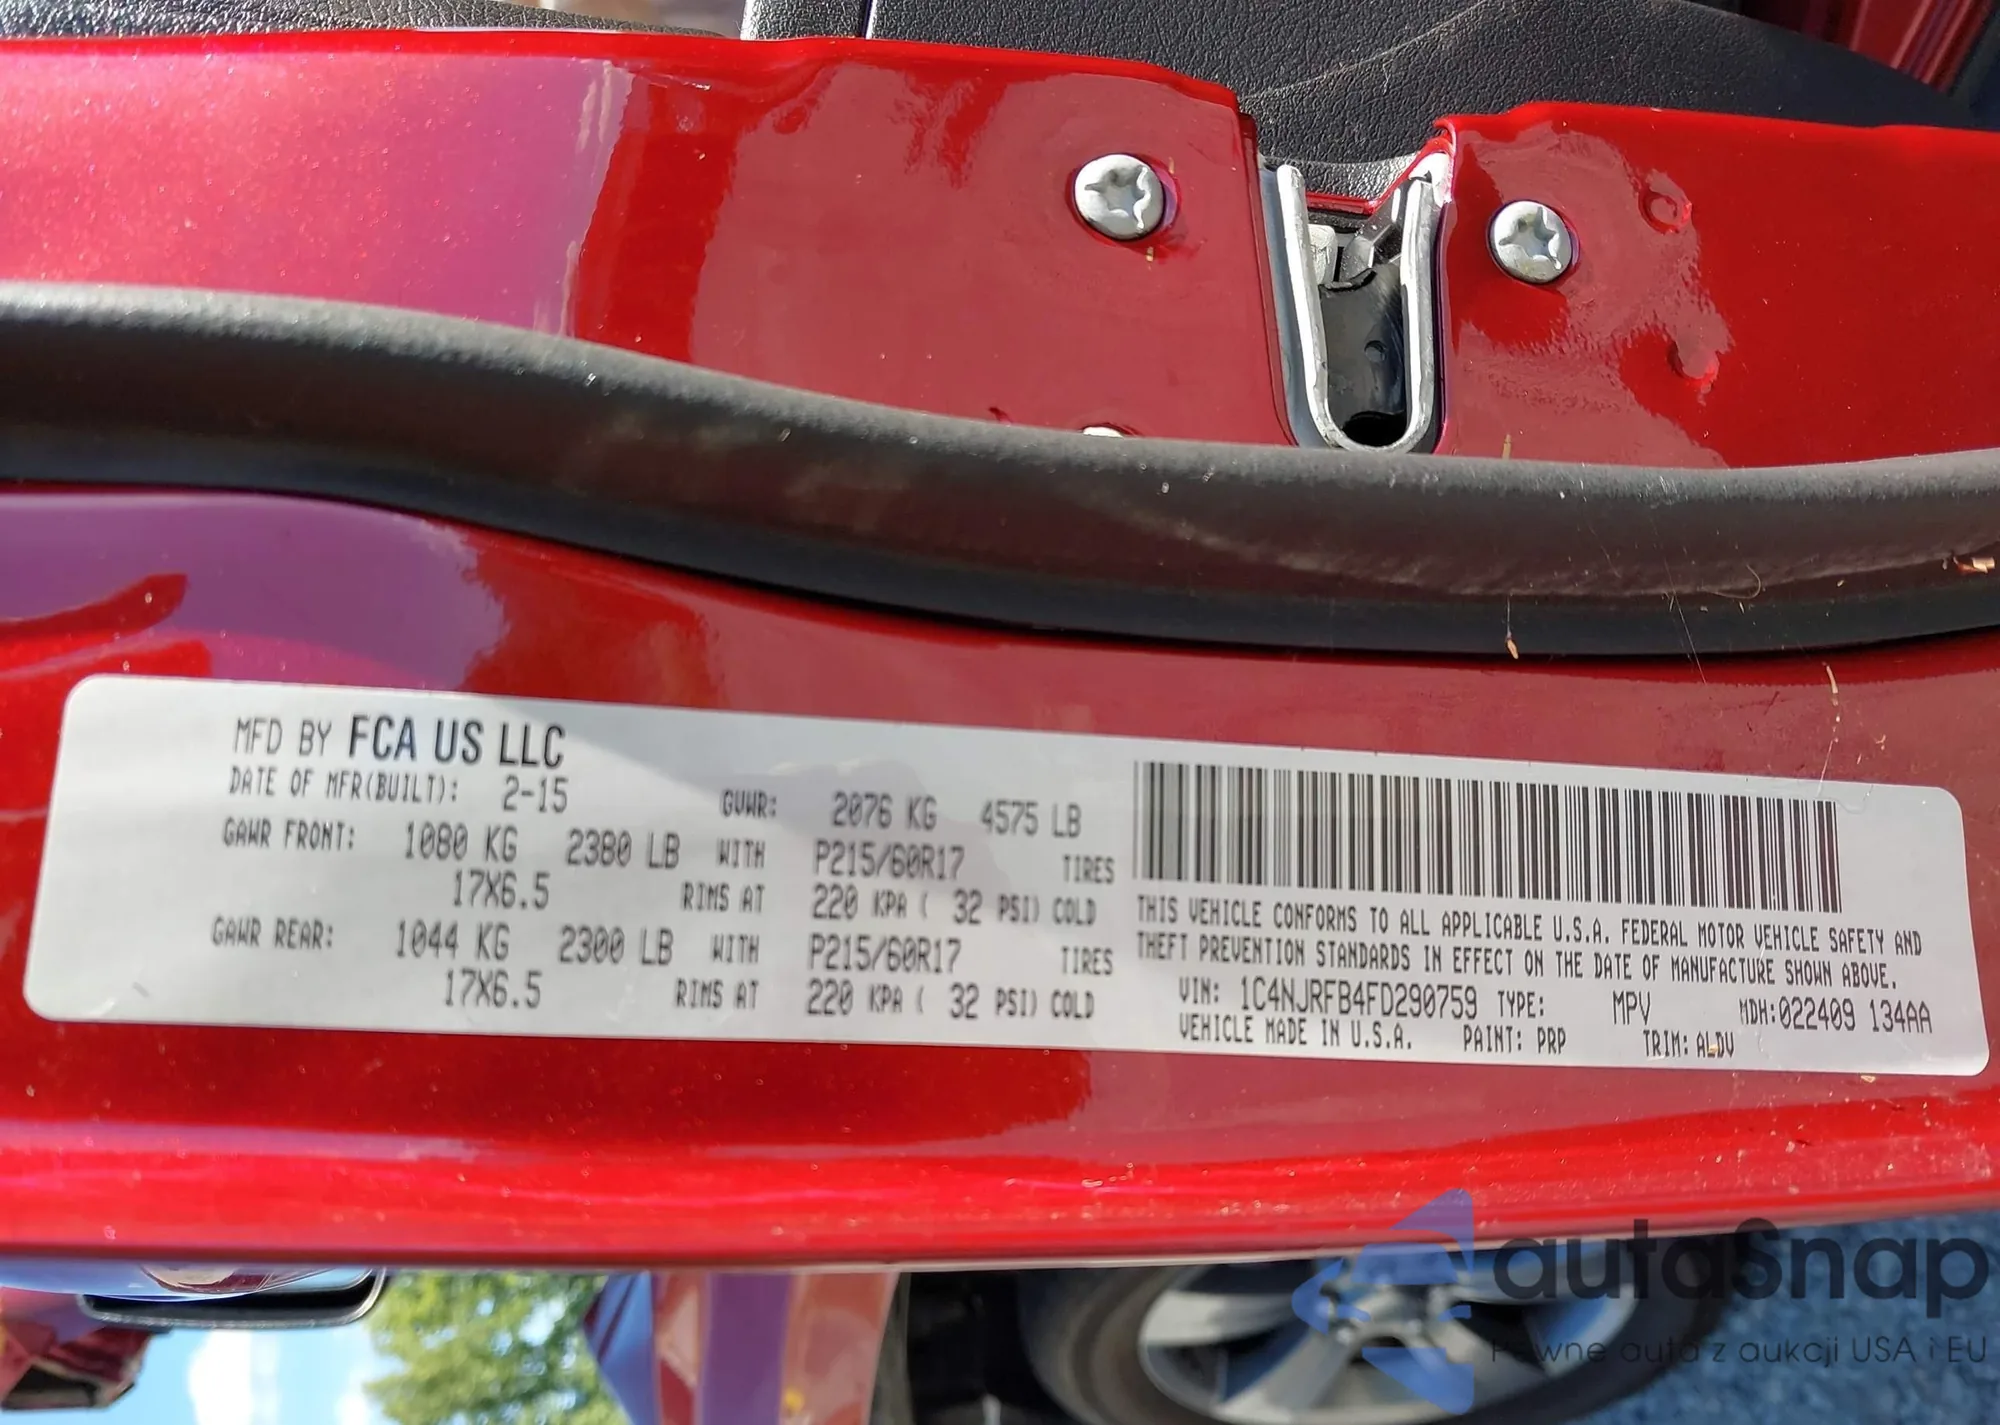 MFD BY FCA US LLC
DATE OF MFR(BUILT): 2-15 GVWR: 2076 KG 4575 LB
GAWR FRONT: 1080 KG 2380 LB WITH P215/60R17 TIRES
17X6.5 RIMS AT 220 KPA ( 32 PSI) COLD
GAWR REAR: 1044 KG 2300 LB WITH P215/60R17 TIRES
17X6.5 RIMS AT 220 KPA ( 32 PSI) COLD
THIS VEHICLE CONFORMS TO ALL APPLICABLE U.S.A. FEDERAL MOTOR VEHICLE SAFETY AND
THEFT PREVENTION STANDARDS IN EFFECT ON THE DATE OF MANUFACTURE SHOWN ABOVE.
VIN: 1C4NJRFB4FD290759 TYPE: MPV MDH:022409 134AA
VEHICLE MADE IN U.S.A. PAINT: PRP TRIM: ALDV
autaSnap
Pewne auta z aukcji USA i EU